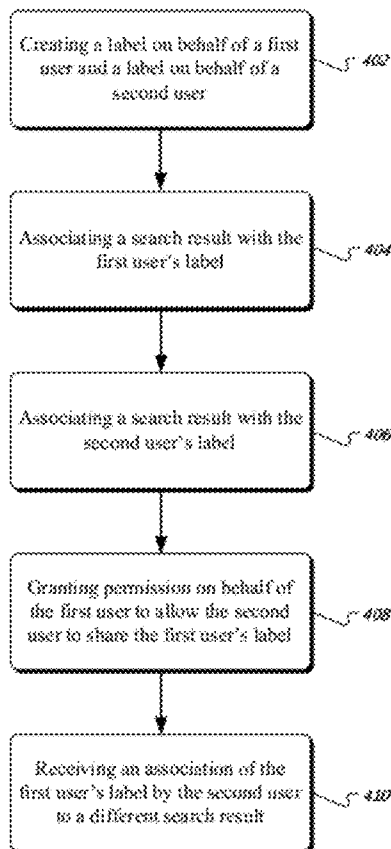 Creating a label on behalf of a first
user and a label on behalf of a
second user
402
Associating a search result with the
first user's label
404
Associating a search result with the
second user's label
406
Granting permission on behalf of
the first user to allow the second
user to share the first user's label
408
Receiving an association of the
first user's label by the second user
to a different search result
410